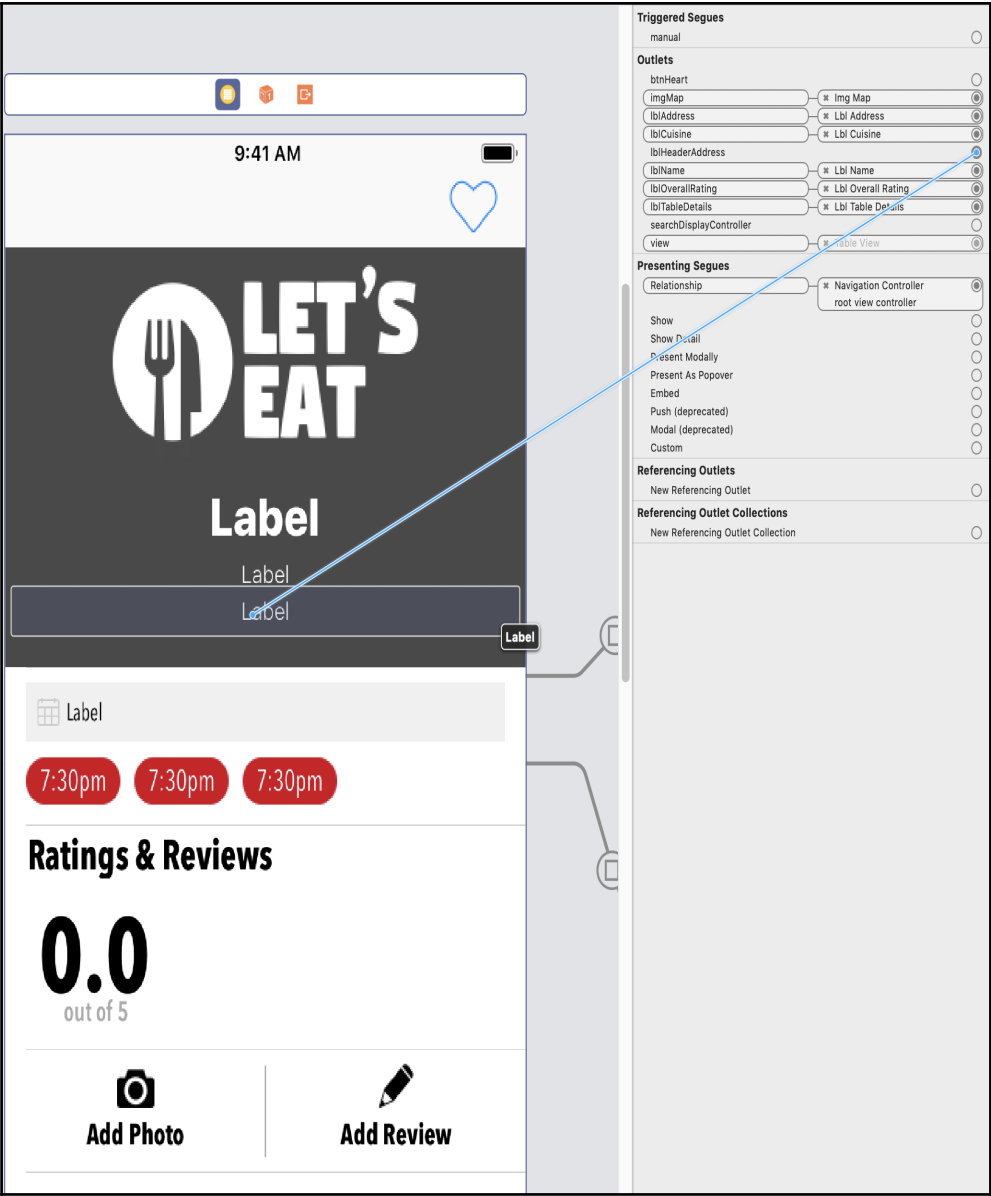 9:41 AM
LET'S
EAT
Label
Label
Label
Label
Label
7:30pm 7:30pm 7:30pm
Ratings & Reviews
0.0
out of 5
Add Photo Add Review
Triggered Segues
manual
Outlets
btnHeart
imgMap Img Map
lblAddress Lbl Address
lblCuisine Lbl Cuisine
lblHeaderAddress
lblName Lbl Name
lblOverallRating Lbl Overall Rating
lblTableDetails Lbl Table Details
searchDisplayController
view Table View
Presenting Segues
Relationship Navigation Controller
root view controller
Show
Show Detail
Present Modally
Present As Popover
Embed
Push (deprecated)
Modal (deprecated)
Custom
Referencing Outlets
New Referencing Outlet
Referencing Outlet Collections
New Referencing Outlet Collection